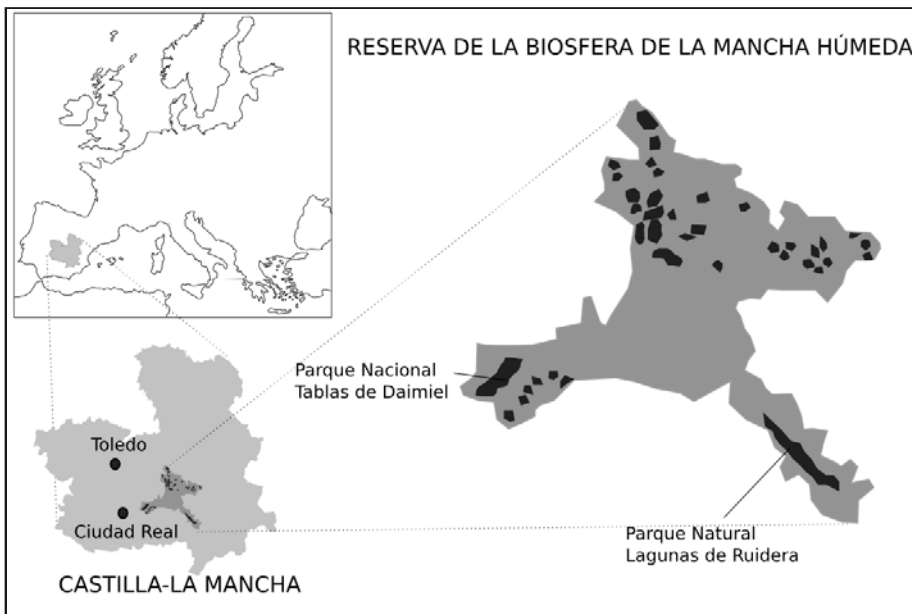 RESERVA DE LA BIOSFERA DE LA MANCHA HÚMEDA
Parque Nacional
Tablas de Daimiel
Toledo
Ciudad Real
Parque Natural
Lagunas de Ruidera
CASTILLA-LA MANCHA